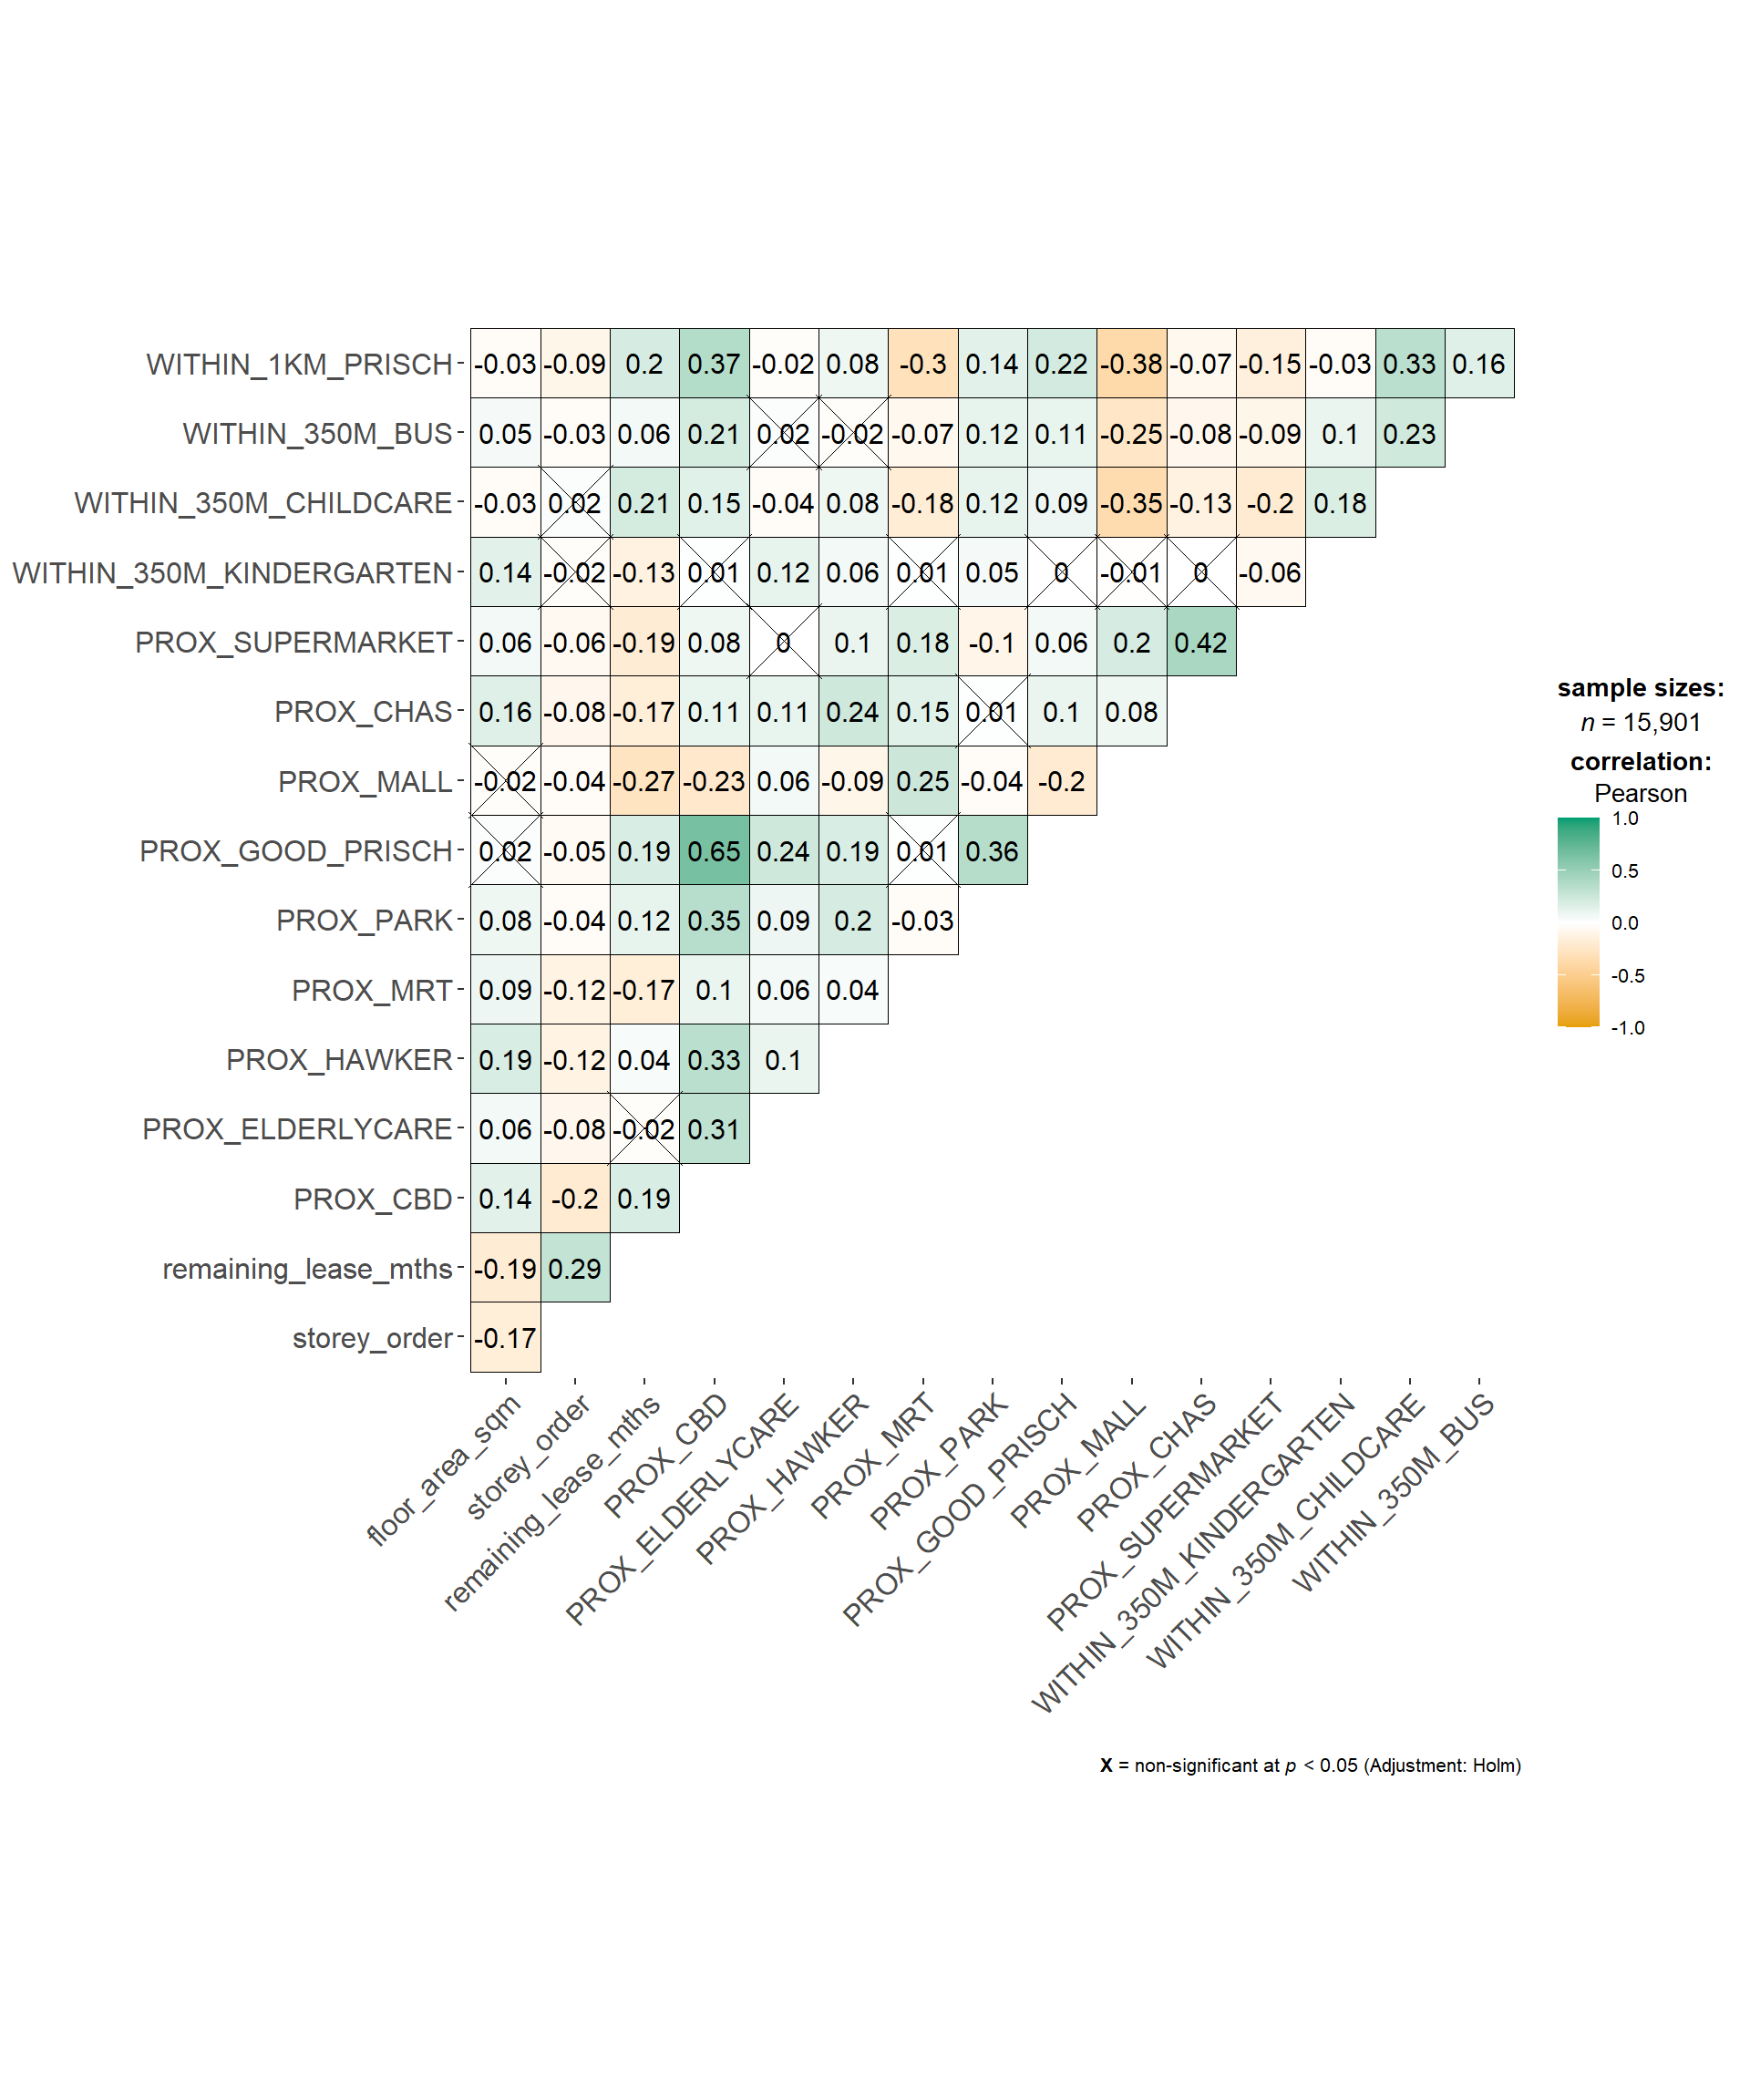 WITHIN_1KM_PRISCH -0.03 -0.09 0.2 0.37 -0.02 0.08 -0.3 0.14 0.22 -0.38 -0.07 -0.15 -0.03 0.33 0.16
WITHIN_350M_BUS 0.05 -0.03 0.06 0.21 0.02 -0.02 -0.07 0.12 0.11 -0.25 -0.08 -0.09 0.1 0.23
WITHIN_350M_CHILDCARE -0.03 0.02 0.21 0.15 -0.04 0.08 -0.18 0.12 0.09 -0.35 -0.13 -0.2 0.18
WITHIN_350M_KINDERGARTEN 0.14 -0.02 -0.13 0.01 0.12 0.06 0.01 0.05 0 -0.01 0 -0.06
PROX_SUPERMARKET 0.06 -0.06 -0.19 0.08 0 0.1 0.18 -0.1 0.06 0.2 0.42
PROX_CHAS 0.16 -0.08 -0.17 0.11 0.11 0.24 0.15 0.01 0.1 0.08
PROX_MALL -0.02 -0.04 -0.27 -0.23 0.06 -0.09 0.25 -0.04 -0.2
PROX_GOOD_PRISCH 0.02 -0.05 0.19 0.65 0.24 0.19 0.01 0.36
PROX_PARK 0.08 -0.04 0.12 0.35 0.09 0.2 -0.03
PROX_MRT 0.09 -0.12 -0.17 0.1 0.06 0.04
PROX_HAWKER 0.19 -0.12 0.04 0.33 0.1
PROX_ELDERLYCARE 0.06 -0.08 -0.02 0.31
PROX_CBD 0.14 -0.2 0.19
remaining_lease_mths -0.19 0.29
storey_order -0.17
floor_area_sqm
storey_order
remaining_lease_mths
PROX_CBD
PROX_ELDERLYCARE
PROX_HAWKER
PROX_MRT
PROX_PARK
PROX_GOOD_PRISCH
PROX_MALL
PROX_CHAS
PROX_SUPERMARKET
WITHIN_350M_KINDERGARTEN
WITHIN_350M_CHILDCARE
WITHIN_350M_BUS
sample sizes:
n = 15,901
correlation:
Pearson
1.0
0.5
0.0
-0.5
-1.0
X = non-significant at p < 0.05 (Adjustment: Holm)